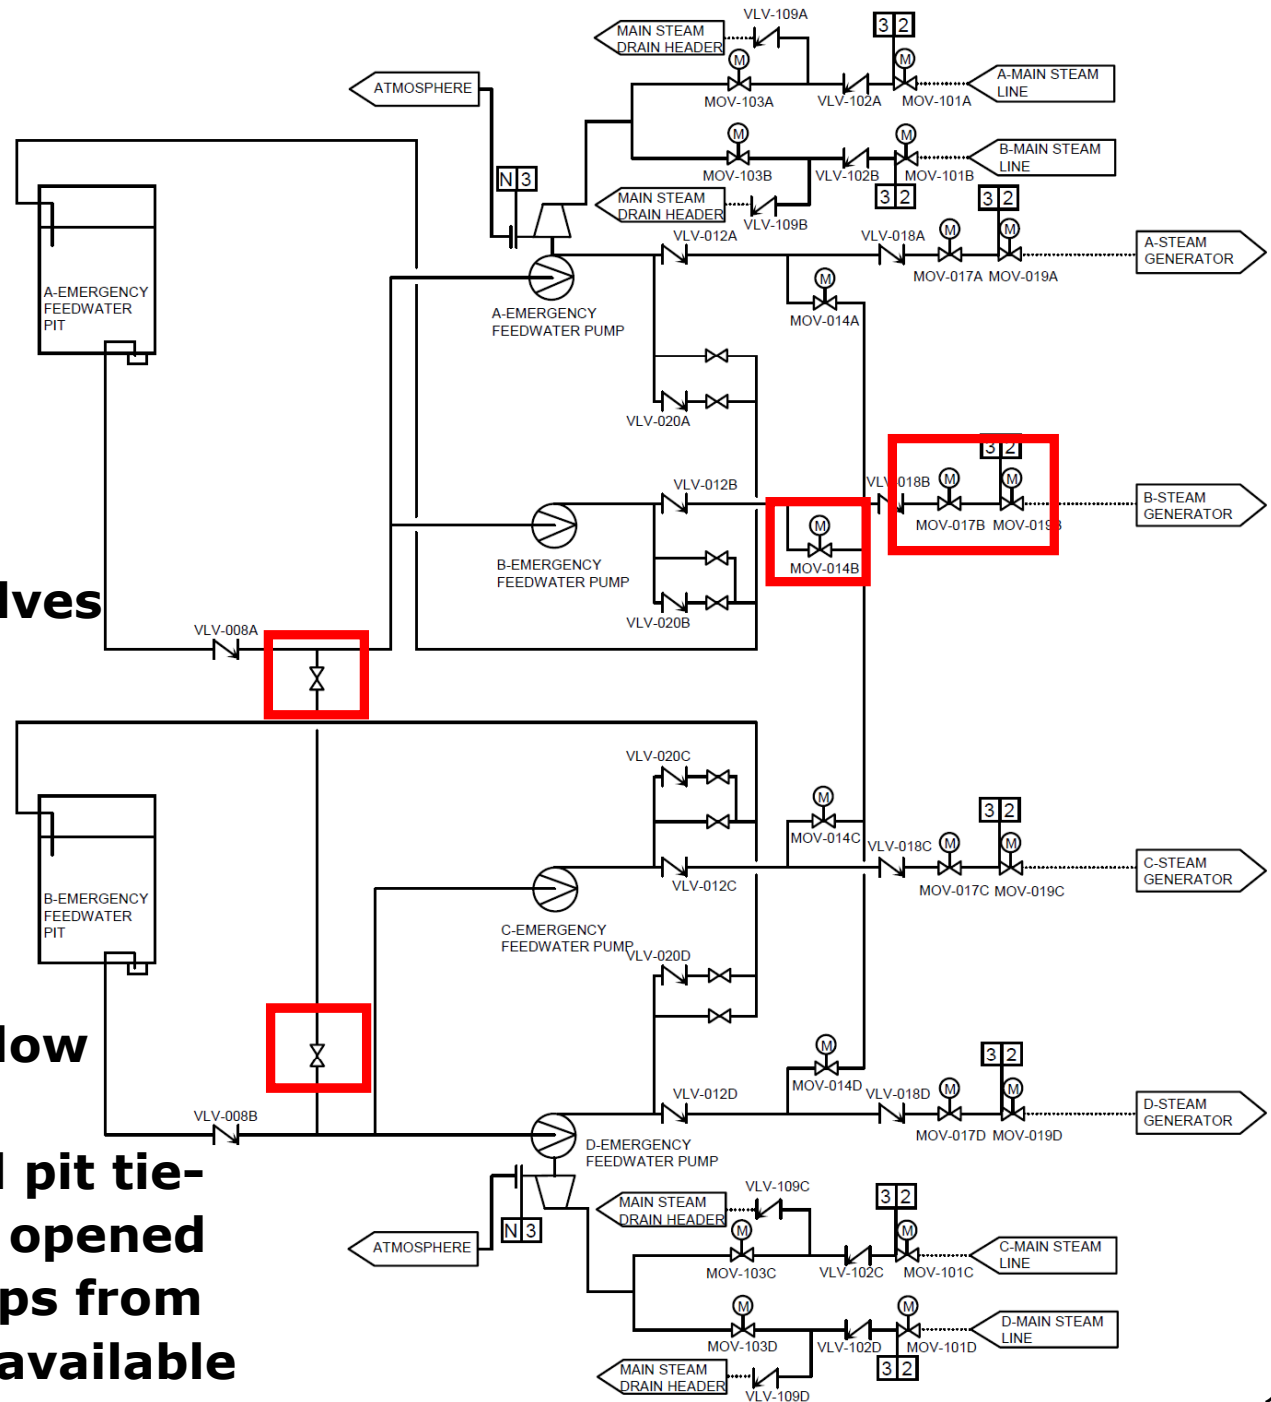 VLV-109A
MAIN STEAM
DRAIN HEADER
3 2
M
M
A-MAIN STEAM
LINE
ATMOSPHERE
MOV-103A
VLV-102A
MOV-101A
M
M
B-MAIN STEAM
LINE
N 3
MOV-103B
VLV-102B
MOV-101B
MAIN STEAM
DRAIN HEADER
3 2
3 2
VLV-109B
VLV-012A
VLV-018A
M
M
A-STEAM
GENERATOR
MOV-017A
MOV-019A
M
A-EMERGENCY
FEEDWATER
PIT
A-EMERGENCY
FEEDWATER PUMP
MOV-014A
VLV-020A
3 2
VLV-012B
VLV-018B
M
M
B-STEAM
GENERATOR
M
MOV-017B
MOV-019B
B-EMERGENCY
FEEDWATER PUMP
MOV-014B
lves
VLV-020B
VLV-008A
VLV-020C
M
3 2
MOV-014C
VLV-018C
M
M
C-STEAM
GENERATOR
VLV-012C
MOV-017C
MOV-019C
B-EMERGENCY
FEEDWATER
PIT
C-EMERGENCY
FEEDWATER PUMP
VLV-020D
low
M
3 2
MOV-014D
VLV-012D
VLV-018D
M
M
D-STEAM
GENERATOR
VLV-008B
MOV-017D
MOV-019D
D-EMERGENCY
FEEDWATER PUMP
l pit tie-
VLV-109C
MAIN STEAM
DRAIN HEADER
3 2
N 3
M
M
C-MAIN STEAM
LINE
opened
ATMOSPHERE
MOV-103C
VLV-102C
MOV-101C
ps from
M
M
D-MAIN STEAM
LINE
MOV-103D
VLV-102D
MOV-101D
available
MAIN STEAM
DRAIN HEADER
3 2
VLV-109D